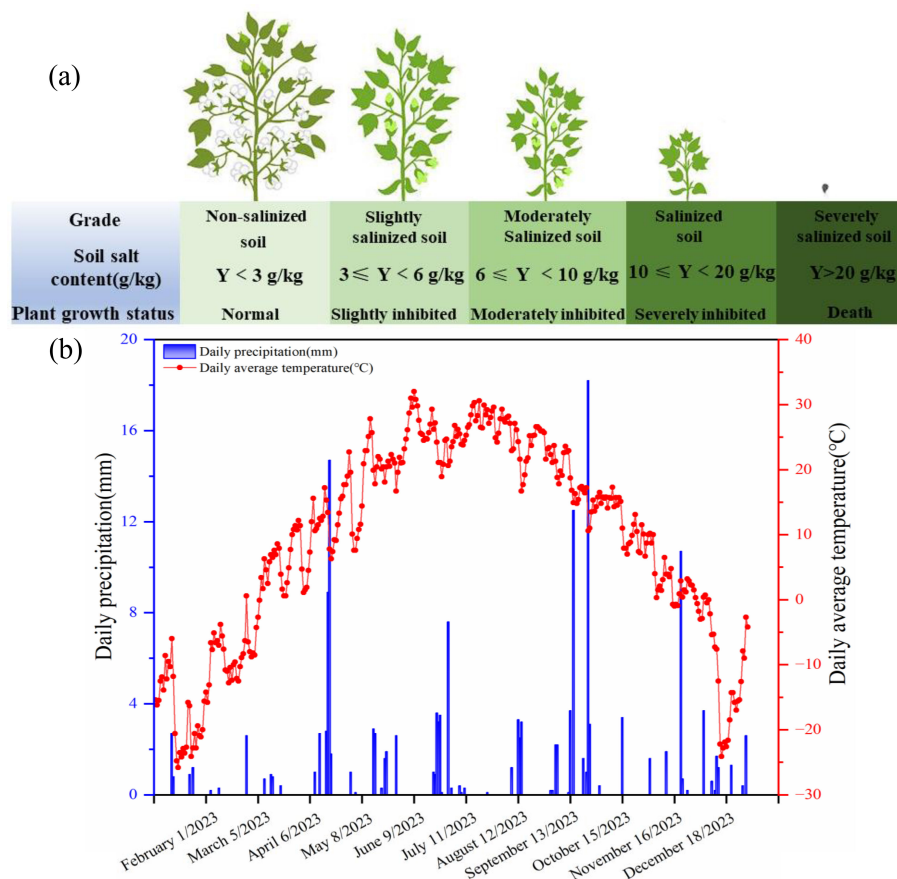 (a)
Grade
Non-salinized
soil
Slightly
salinized soil
Moderately
Salinized soil
Salinized
soil
Severely
salinized soil
Soil salt
content(g/kg)
Y < 3 g/kg
3≤ Y < 6 g/kg
6 ≤ Y < 10 g/kg
10 ≤ Y < 20 g/kg
Y>20 g/kg
Plant growth status
Normal
Slightly inhibited
Moderately inhibited
Severely inhibited
Death
(b)
Daily precipitation(mm)
Daily average temperature(℃)
20
16
12
8
4
0
Daily precipitation(mm)
40
30
20
10
0
−10
−20
−30
Daily average temperature(℃)
February 1/2023
March 5/2023
April 6/2023
May 8/2023
June 9/2023
July 11/2023
August 12/2023
September 13/2023
October 15/2023
November 16/2023
December 18/2023